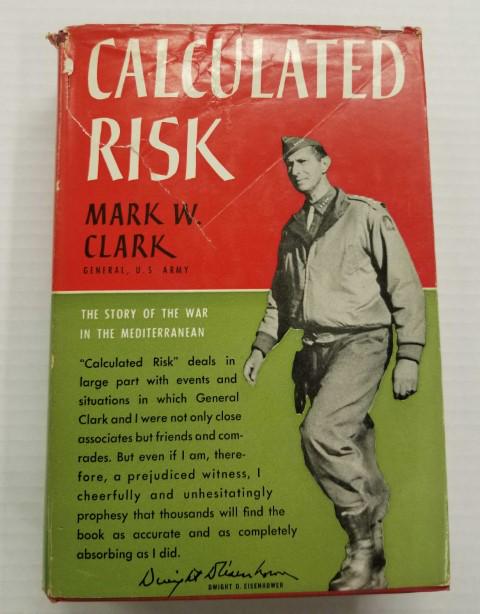 CALCULATED
RISK
MARK W.
CLARK
GENERAL, U.S ARMY
THE STORY OF THE WAR
IN THE MEDITERRANEAN
"Calculated Risk" deals in
large part with events and
situations in which General
Clark and I were not only close
associates but friends and com-
rades. But even if I am, there-
fore, a prejudiced witness, I
cheerfully and unhesitatingly
prophesy that thousands will find the
book as accurate and as completely
absorbing as I did.
Dwight D Eisenhower
DWIGHT D. EISENHOWER